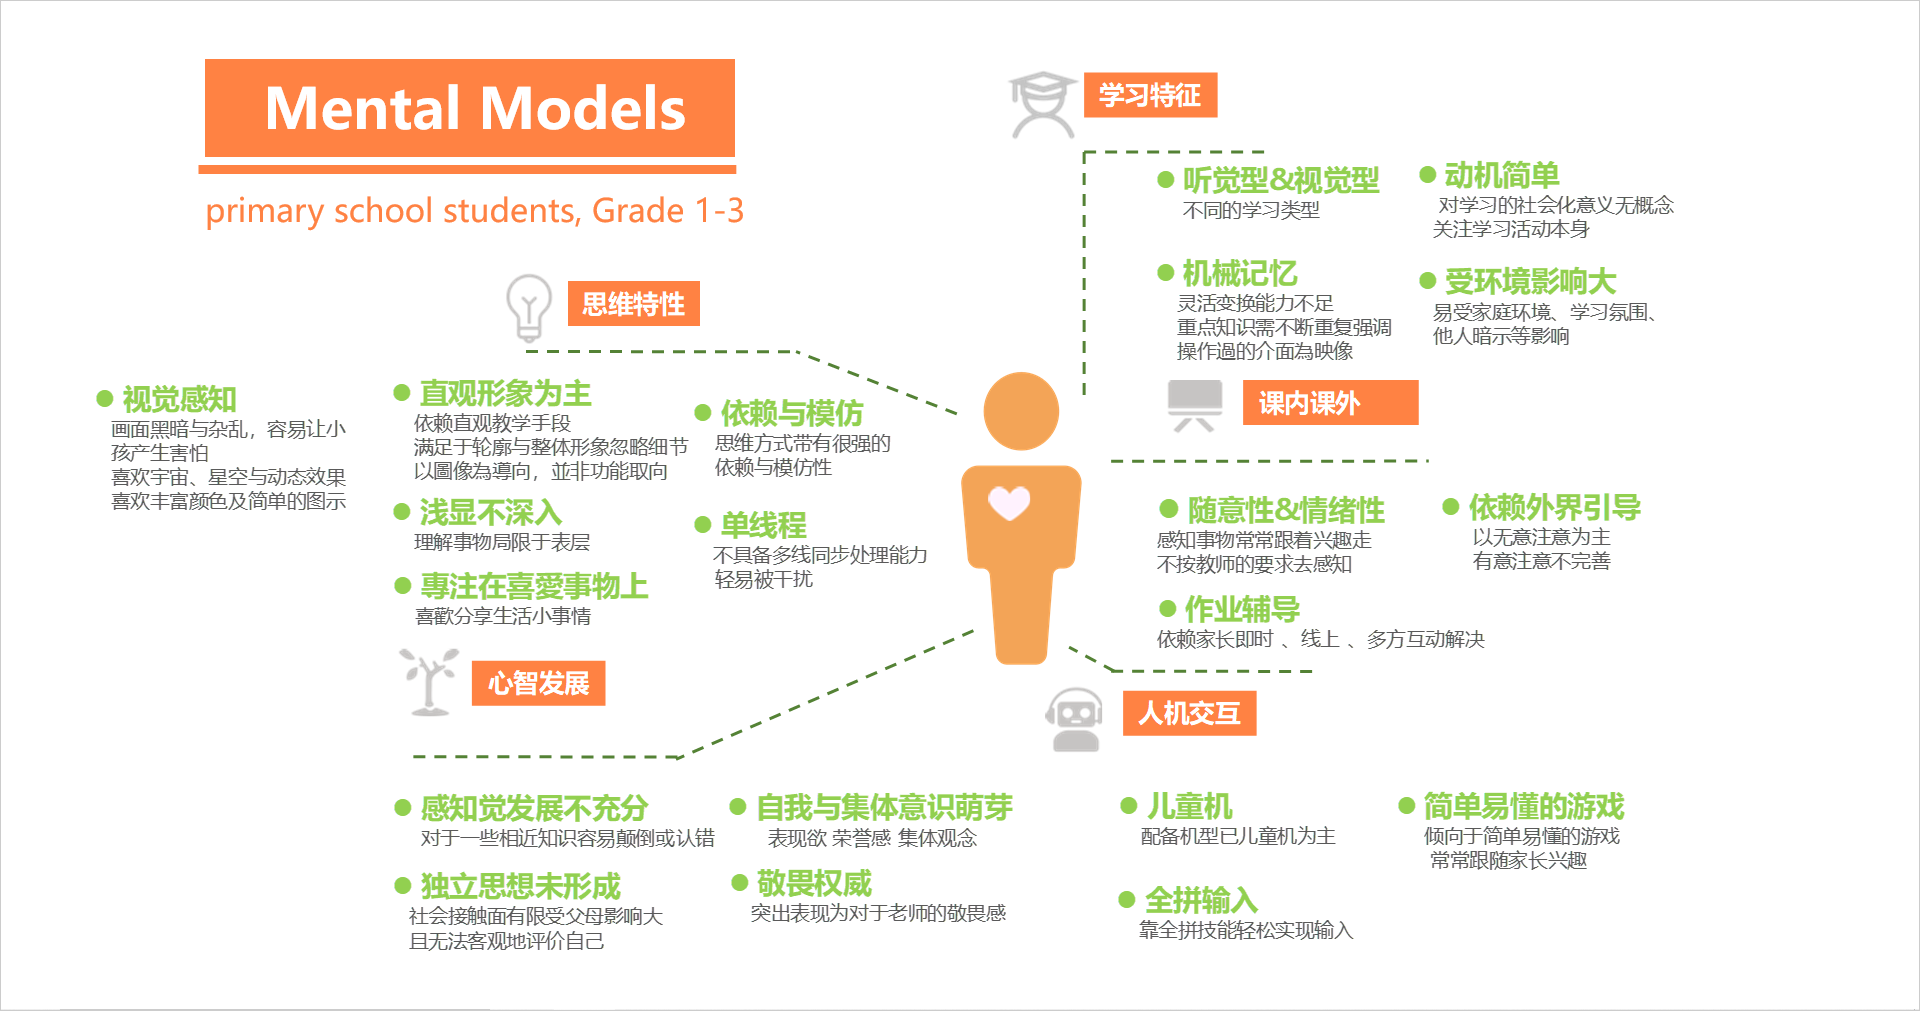 Mental Models
primary school students, Grade 1-3
思维特性
视觉感知
画面黑暗与杂乱，容易让小
孩产生害怕
喜欢宇宙、星空与动态效果
喜欢丰富颜色及简单的图示
直观形象为主
依赖直观教学手段
满足于轮廓与整体形象忽略细节
以圖像為導向，並非功能取向
浅显不深入
理解事物局限于表层
專注在喜愛事物上
喜歡分享生活小事情
依赖与模仿
思维方式带有很强的
依赖与模仿性
单线程
不具备多线同步处理能力
轻易被干扰
心智发展
感知觉发展不充分
对于一些相近知识容易颠倒或认错
独立思想未形成
社会接触面有限受父母影响大
且无法客观地评价自己
自我与集体意识萌芽
表现欲 荣誉感 集体观念
敬畏权威
突出表现为对于老师的敬畏感
学习特征
听觉型&视觉型
不同的学习类型
机械记忆
灵活变换能力不足
重点知识需不断重复强调
操作過的介面為映像
动机简单
对学习的社会化意义无概念
关注学习活动本身
受环境影响大
易受家庭环境、学习氛围、
他人暗示等影响
课内课外
随意性&情绪性
感知事物常常跟着兴趣走
不按教师的要求去感知
作业辅导
依赖家长即时 、线上 、多方互动解决
依赖外界引导
以无意注意为主
有意注意不完善
人机交互
儿童机
配备机型已儿童机为主
全拼输入
靠全拼技能轻松实现输入
简单易懂的游戏
倾向于简单易懂的游戏
常常跟随家长兴趣